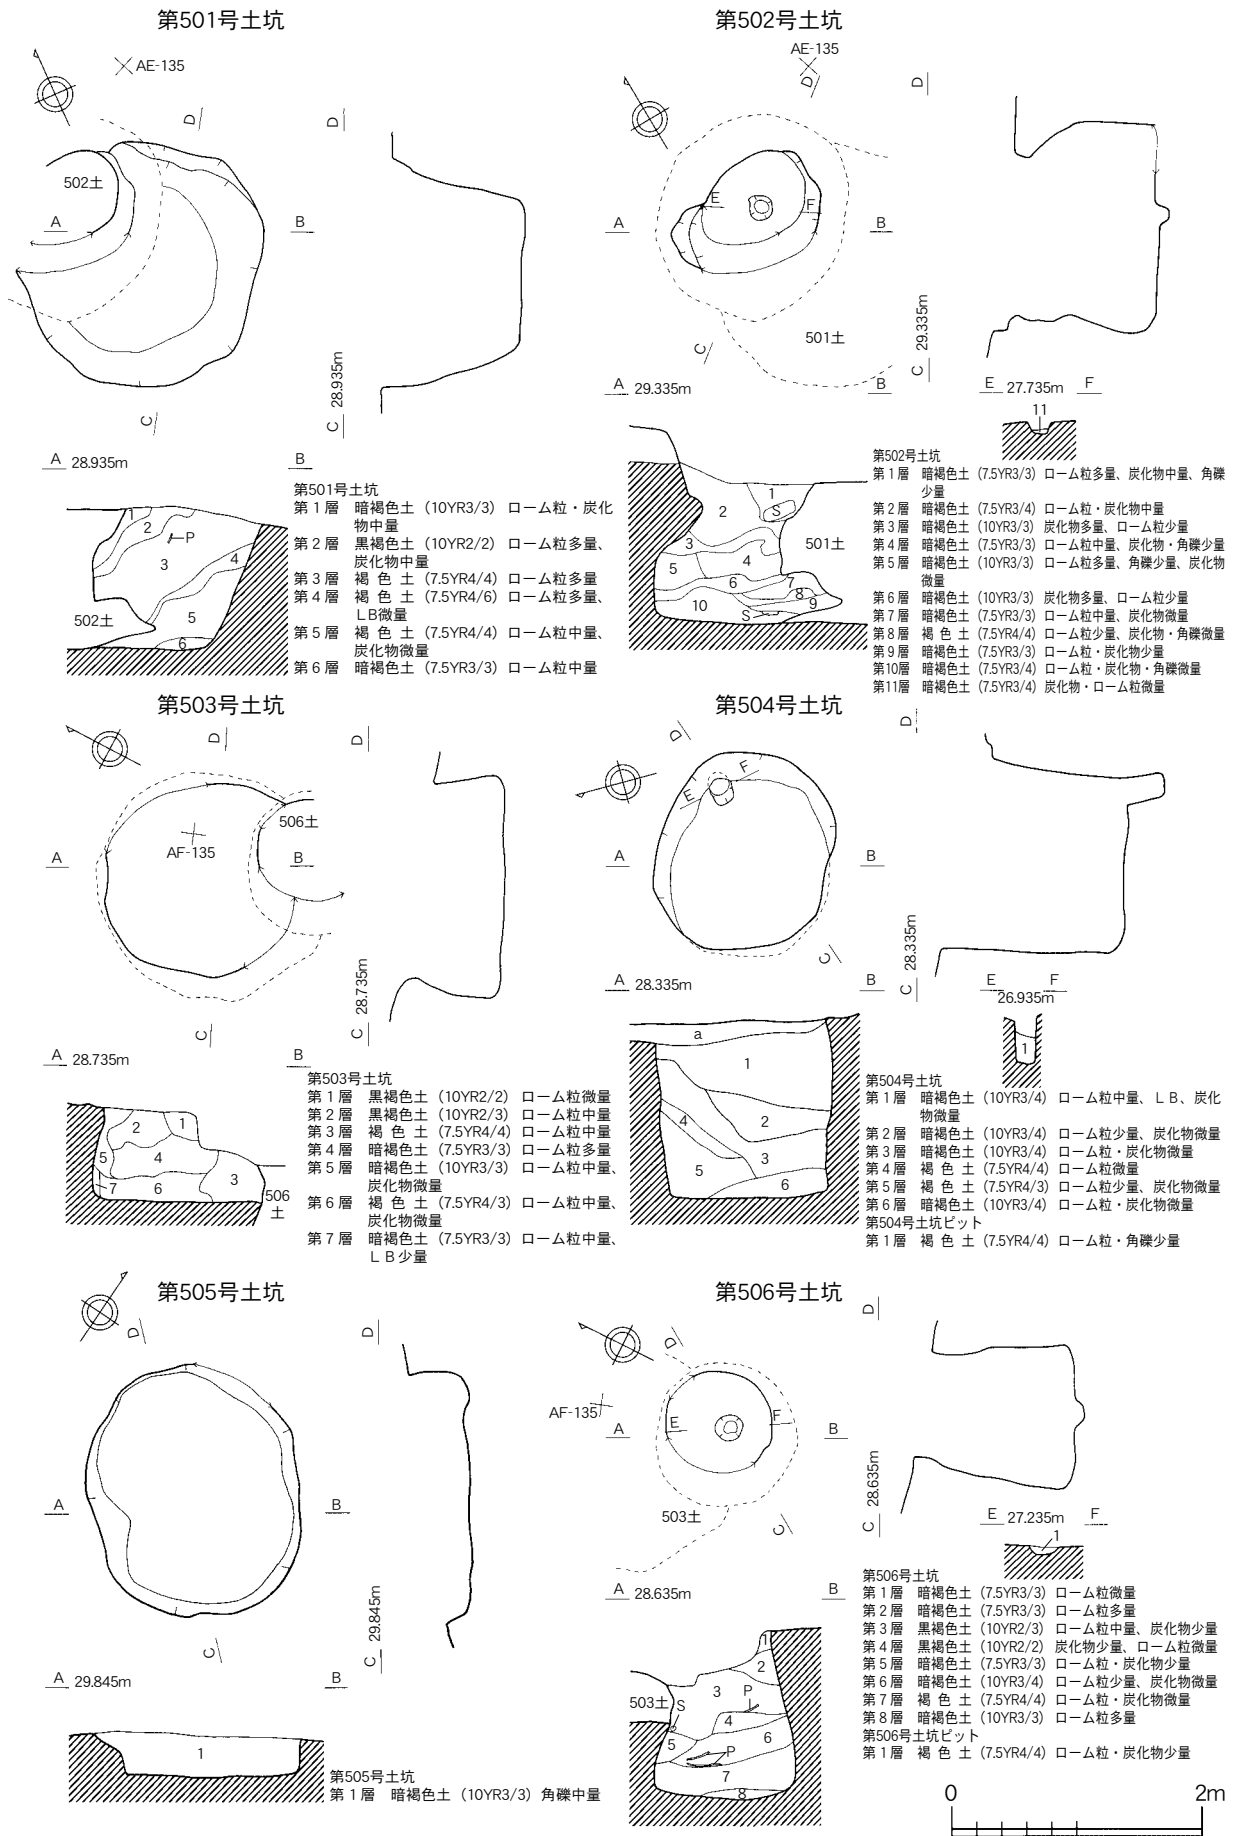 第501号土坑
AE-135
D
D
502土
A
B
C
C 28.935m
A 28.935m
B
1
2
P
3
4
5
502土
6
第501号土坑
第１層 暗褐色土（10YR3/3）ローム粒・炭化
物中量
第２層 黒褐色土（10YR2/2）ローム粒多量、
炭化物中量
第３層 褐 色 土（7.5YR4/4）ローム粒多量
第４層 褐 色 土（7.5YR4/6）ローム粒多量、
LB微量
第５層 褐 色 土（7.5YR4/4）ローム粒中量、
炭化物微量
第６層 暗褐色土（7.5YR3/3）ローム粒中量
第502号土坑
AE-135
D
D
E
F
A
B
501土
C
C 29.335m
A 29.335m
B
E 27.735m F
11
1
S
2
3
501土
4
5
6
7
8
9
10
S
第502号土坑
第１層 暗褐色土（7.5YR3/3）ローム粒多量、炭化物中量、角礫
少量
第２層 暗褐色土（7.5YR3/4）ローム粒・炭化物中量
第３層 暗褐色土（10YR3/3）炭化物多量、ローム粒少量
第４層 暗褐色土（7.5YR3/3）ローム粒中量、炭化物・角礫少量
第５層 暗褐色土（10YR3/3）ローム粒多量、角礫少量、炭化物
微量
第６層 暗褐色土（10YR3/3）炭化物多量、ローム粒少量
第７層 暗褐色土（7.5YR3/3）ローム粒中量、炭化物微量
第８層 褐 色 土（7.5YR4/4）ローム粒少量、炭化物・角礫微量
第９層 暗褐色土（7.5YR3/3）ローム粒・炭化物少量
第10層 暗褐色土（7.5YR3/4）ローム粒・炭化物・角礫微量
第11層 暗褐色土（7.5YR3/4）炭化物・ローム粒微量
第503号土坑
D
D
506土
AF-135
A
B
C
C 28.735m
A 28.735m
B
1
2
3
4
5
6
7
506
土
第503号土坑
第１層 黒褐色土（10YR2/2）ローム粒微量
第２層 黒褐色土（10YR2/3）ローム粒中量
第３層 褐 色 土（7.5YR4/4）ローム粒中量
第４層 暗褐色土（7.5YR3/3）ローム粒多量
第５層 暗褐色土（10YR3/3）ローム粒中量、
炭化物微量
第６層 褐 色 土（7.5YR4/3）ローム粒中量、
炭化物微量
第７層 暗褐色土（7.5YR3/3）ローム粒中量、
ＬＢ少量
第504号土坑
D
D
E
F
A
B
C
C 28.335m
A 28.335m
B
E F
26.935m
1
a
1
2
3
4
5
6
第504号土坑
第１層 暗褐色土（10YR3/4）ローム粒中量、ＬＢ、炭化
物微量
第２層 暗褐色土（10YR3/4）ローム粒少量、炭化物微量
第３層 暗褐色土（10YR3/4）ローム粒・炭化物微量
第４層 褐 色 土（7.5YR4/4）ローム粒微量
第５層 褐 色 土（7.5YR4/3）ローム粒少量、炭化物微量
第６層 暗褐色土（10YR3/4）ローム粒・炭化物微量
第504号土坑ピット
第１層 褐 色 土（7.5YR4/4）ローム粒・角礫少量
第505号土坑
D
D
A
B
C
C 29.845m
A 29.845m
B
1
第505号土坑
第１層 暗褐色土（10YR3/3）角礫中量
第506号土坑
D
D
AF-135
E
F
A
B
503土
C
C 28.635m
A 28.635m
B
E 27.235m F
1
1
2
3
P
503土
S
4
5
6
P
7
8
第506号土坑
第１層 暗褐色土（7.5YR3/3）ローム粒微量
第２層 暗褐色土（7.5YR3/3）ローム粒多量
第３層 黒褐色土（10YR2/3）ローム粒中量、炭化物少量
第４層 黒褐色土（10YR2/2）炭化物少量、ローム粒微量
第５層 暗褐色土（7.5YR3/3）ローム粒・炭化物少量
第６層 暗褐色土（10YR3/4）ローム粒少量、炭化物微量
第７層 褐 色 土（7.5YR4/4）ローム粒・炭化物微量
第８層 暗褐色土（10YR3/3）ローム粒多量
第506号土坑ピット
第１層 褐 色 土（7.5YR4/4）ローム粒・炭化物少量
0 2m